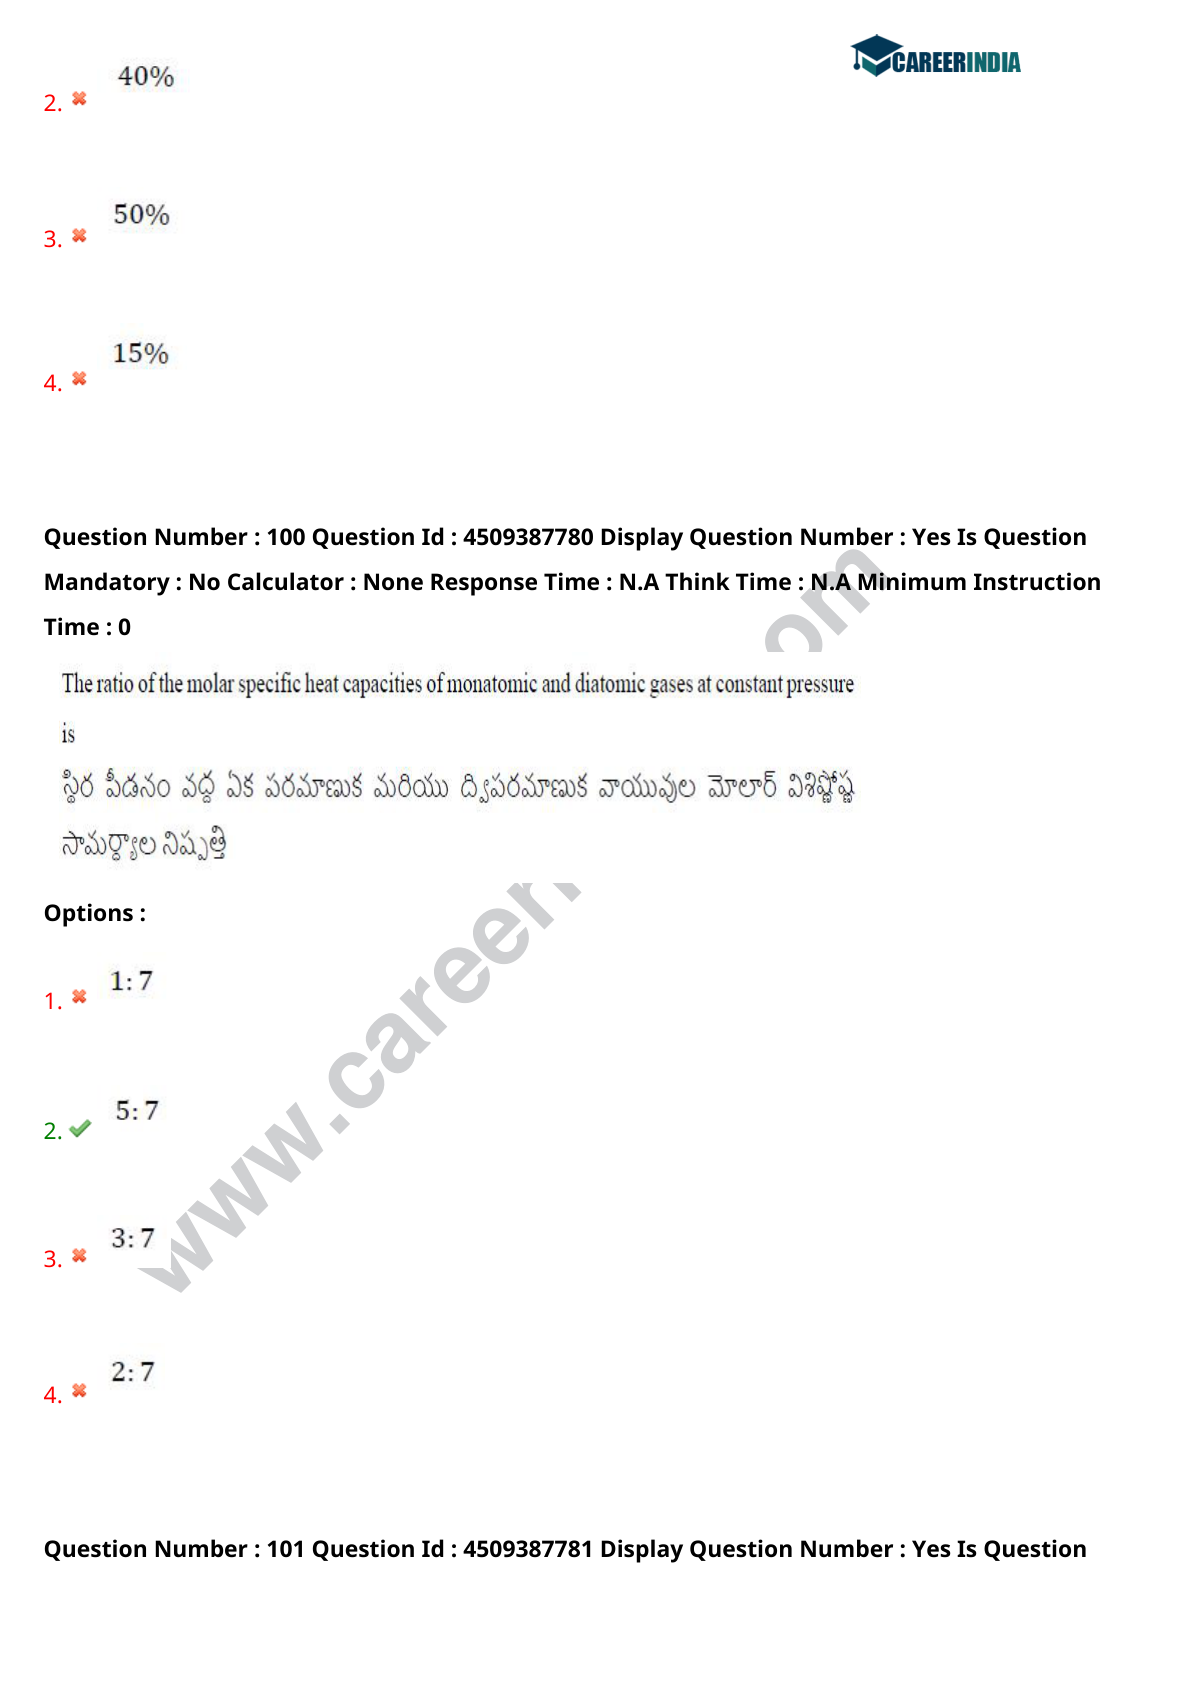 CAREERINDIA
40%
2.
50%
3.
15%
4.
Question Number : 100 Question Id : 4509387780 Display Question Number : Yes Is Question
Mandatory : No Calculator : None Response Time : N.A Think Time : N.A Minimum Instruction
Time : 0
The ratio of the molar specific heat capacities of monatomic and diatomic gases at constant pressure
is
స్థిర పీడనం వద్ద ఏక పరమాణుక మరియు ద్విపరమాణుక వాయువుల మోలార్ విశిష్ణోష్ణ
సామర్ధ్యాల నిష్పత్తి
Options :
1: 7
1.
5: 7
2.
3: 7
3.
2: 7
4.
Question Number : 101 Question Id : 4509387781 Display Question Number : Yes Is Question